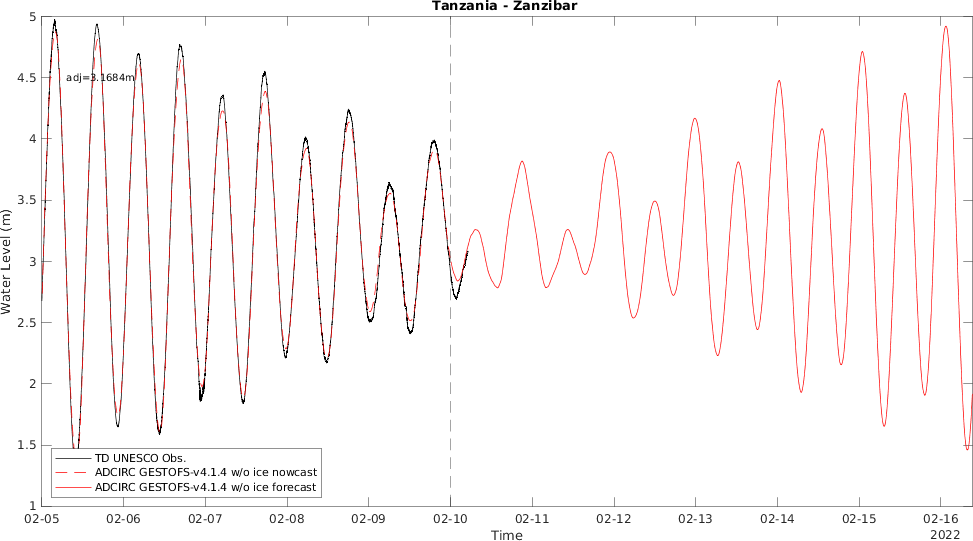 Tanzania - Zanzibar
5
4.5
4
3.5
3
2.5
2
1.5
1
Water Level (m)
adj=3.1684m
TD UNESCO Obs.
ADCIRC GESTOFS-v4.1.4 w/o ice nowcast
ADCIRC GESTOFS-v4.1.4 w/o ice forecast
02-05 02-06 02-07 02-08 02-09 02-10 02-11 02-12 02-13 02-14 02-15 02-16
2022
Time